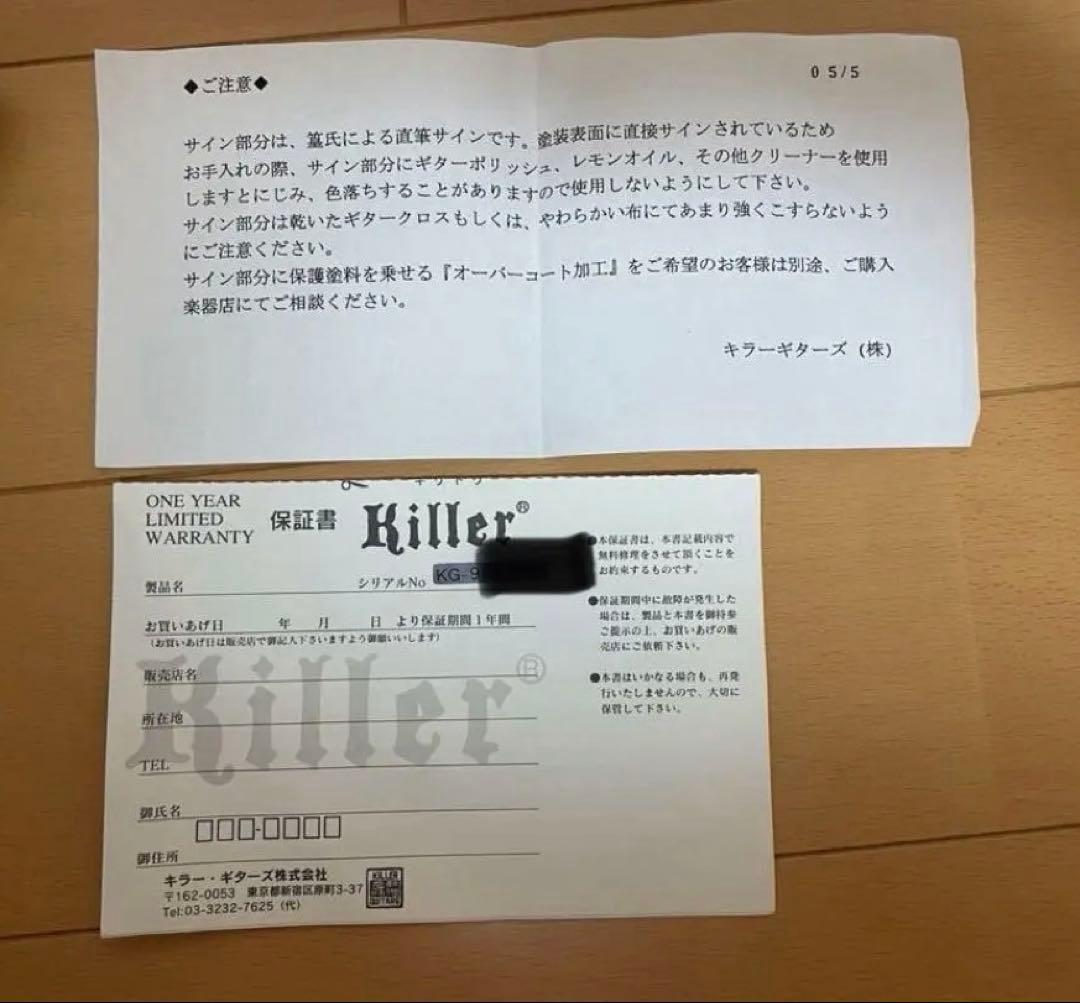 ◆ご注意◆
05/5
サイン部分は、篁氏による直筆サインです。塗装表面に直接サインされているため
お手入れの際、サイン部分にギターポリッシュ、レモンオイル、その他クリーナーを使用
しますとにじみ、色落ちすることがありますので使用しないようにして下さい。
サイン部分は乾いたギタークロスもしくは、やわらかい布にてあまり強くこすらないよう
にご注意ください。
サイン部分に保護塗料を乗せる『オーバーコート加工』をご希望のお客様は別途、ご購入
楽器店にてご相談ください。
キラーギターズ (株)
キリトリ
ONE YEAR
LIMITED
WARRANTY
保証書
Killer®
製品名
シリアルNo KG-9
お買いあげ日 年 月 日 より保証期間1年間
(お買いあげ日は販売店で御記入下さいますよう御願いいします)
Killer®
販売店名
所在地
TEL
御氏名
御住所
キラー・ギターズ株式会社
〒162-0053 東京都新宿区原町3-37
Tel:03-3232-7625 (代)
KILLER
GUITARS
●本保証書は、本書記載内容で
無料修理をさせて頂くことを
お約束するものです。
●保証期間中に故障が発生した
場合は、製品と本書を御持参
ご提示の上、お買いあげの販
売店にご依頼下さい。
●本書はいかなる場合も、再発
行いたしませんので、大切に
保管して下さい。